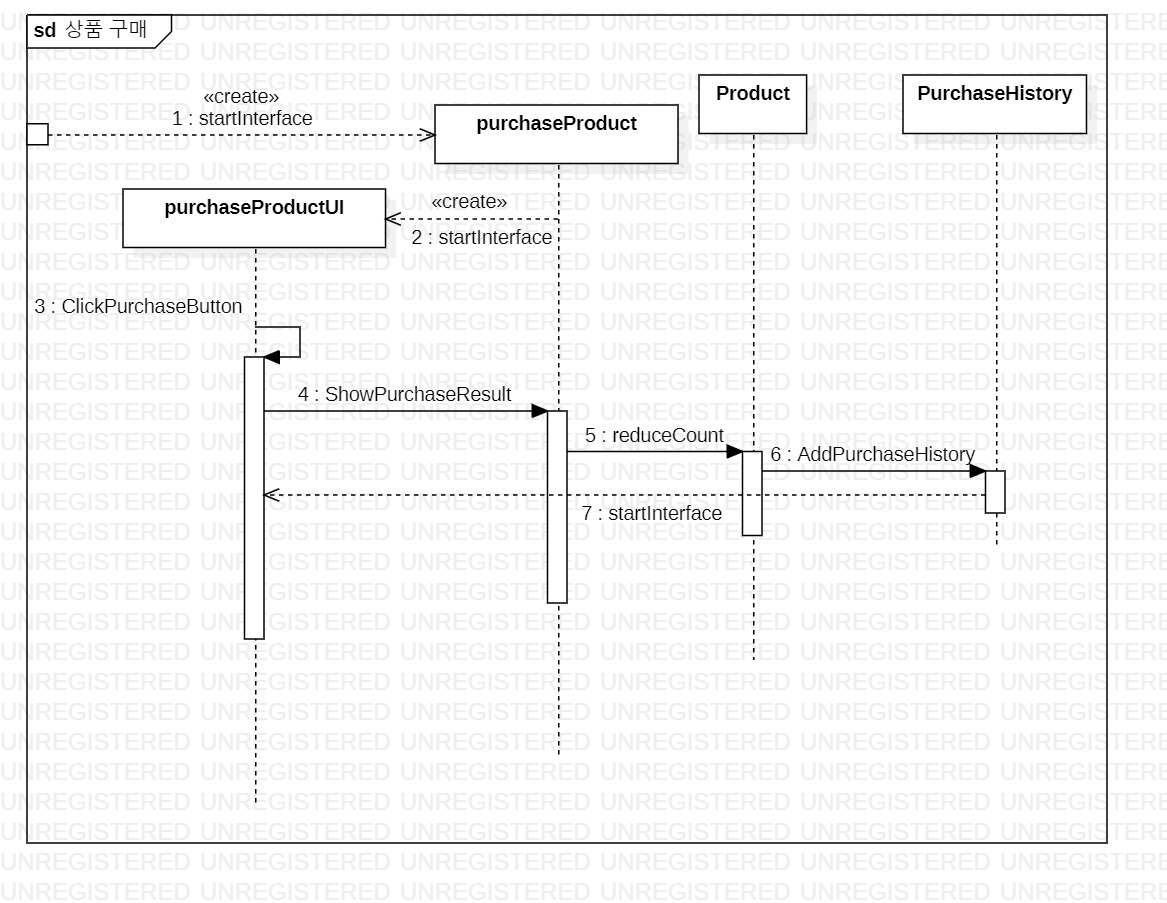 sd 상품 구매
«create»
1 : startInterface
purchaseProduct
Product
PurchaseHistory
purchaseProductUI
«create»
2 : startInterface
3 : ClickPurchaseButton
4 : ShowPurchaseResult
5 : reduceCount
6 : AddPurchaseHistory
7 : startInterface
UNREGISTERED